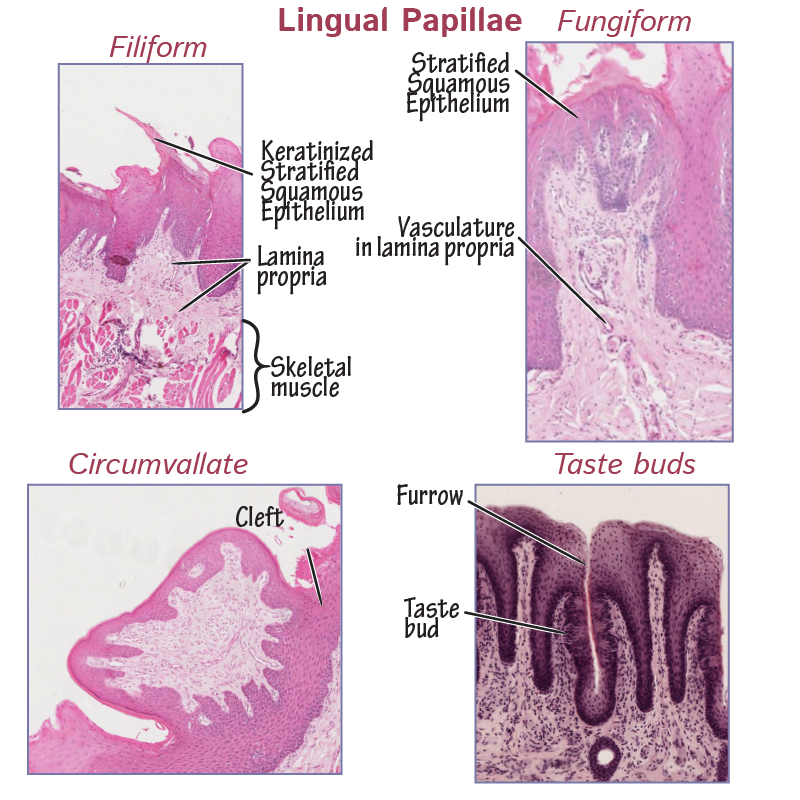 Lingual Papillae
Filiform
Fungiform
Keratinized
Stratified
Squamous
Epithelium
Lamina
propria
Skeletal
muscle
Stratified
Squamous
Epithelium
Vasculature
in lamina propria
Circumvallate
Cleft
Taste buds
Furrow
Taste
bud